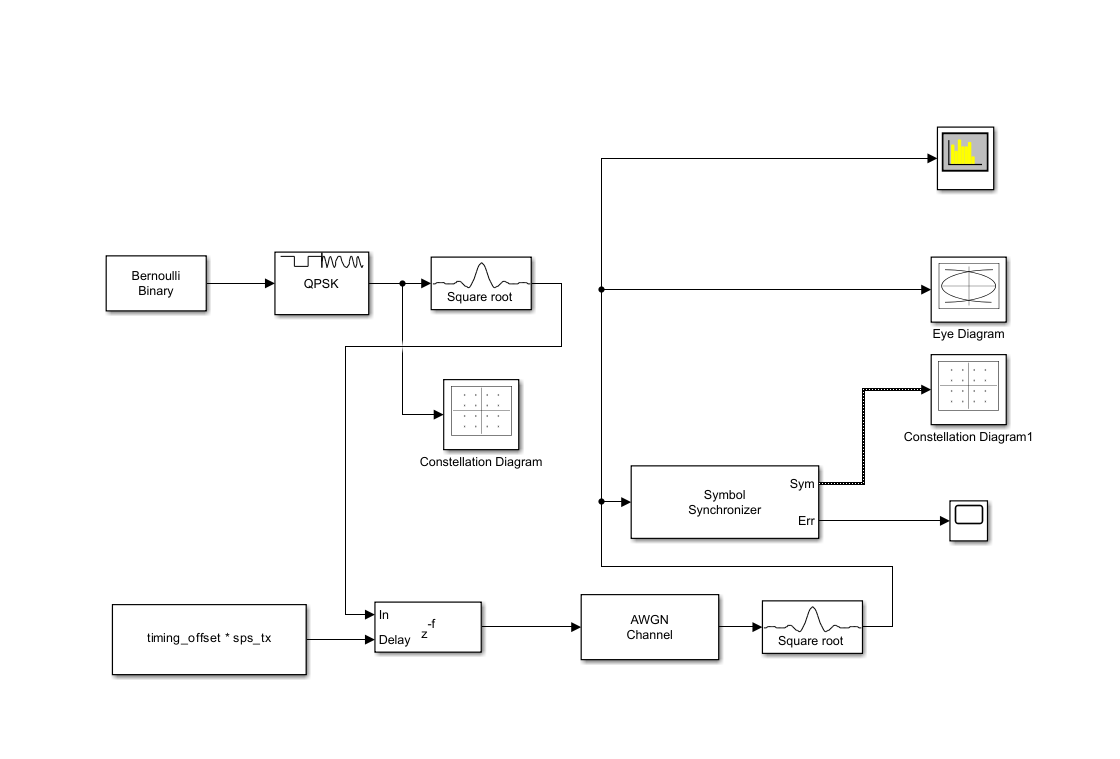 Bernoulli
Binary
QPSK
Square root
Constellation Diagram
Eye Diagram
Constellation Diagram1
Symbol
Synchronizer
Sym
Err
timing_offset * sps_tx
In
Delay
z-f
AWGN
Channel
Square root